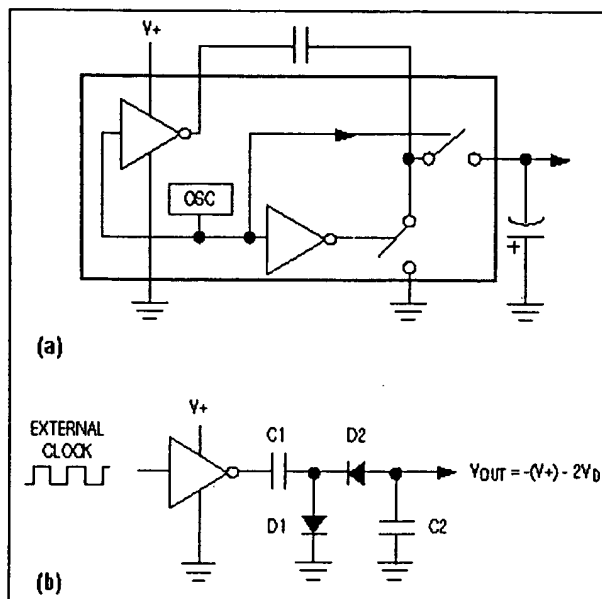 V+
OSC
+
(a)
EXTERNAL
CLOCK
V+
C1
D2
D1
C2
VOUT = -(V+) - 2VD
(b)